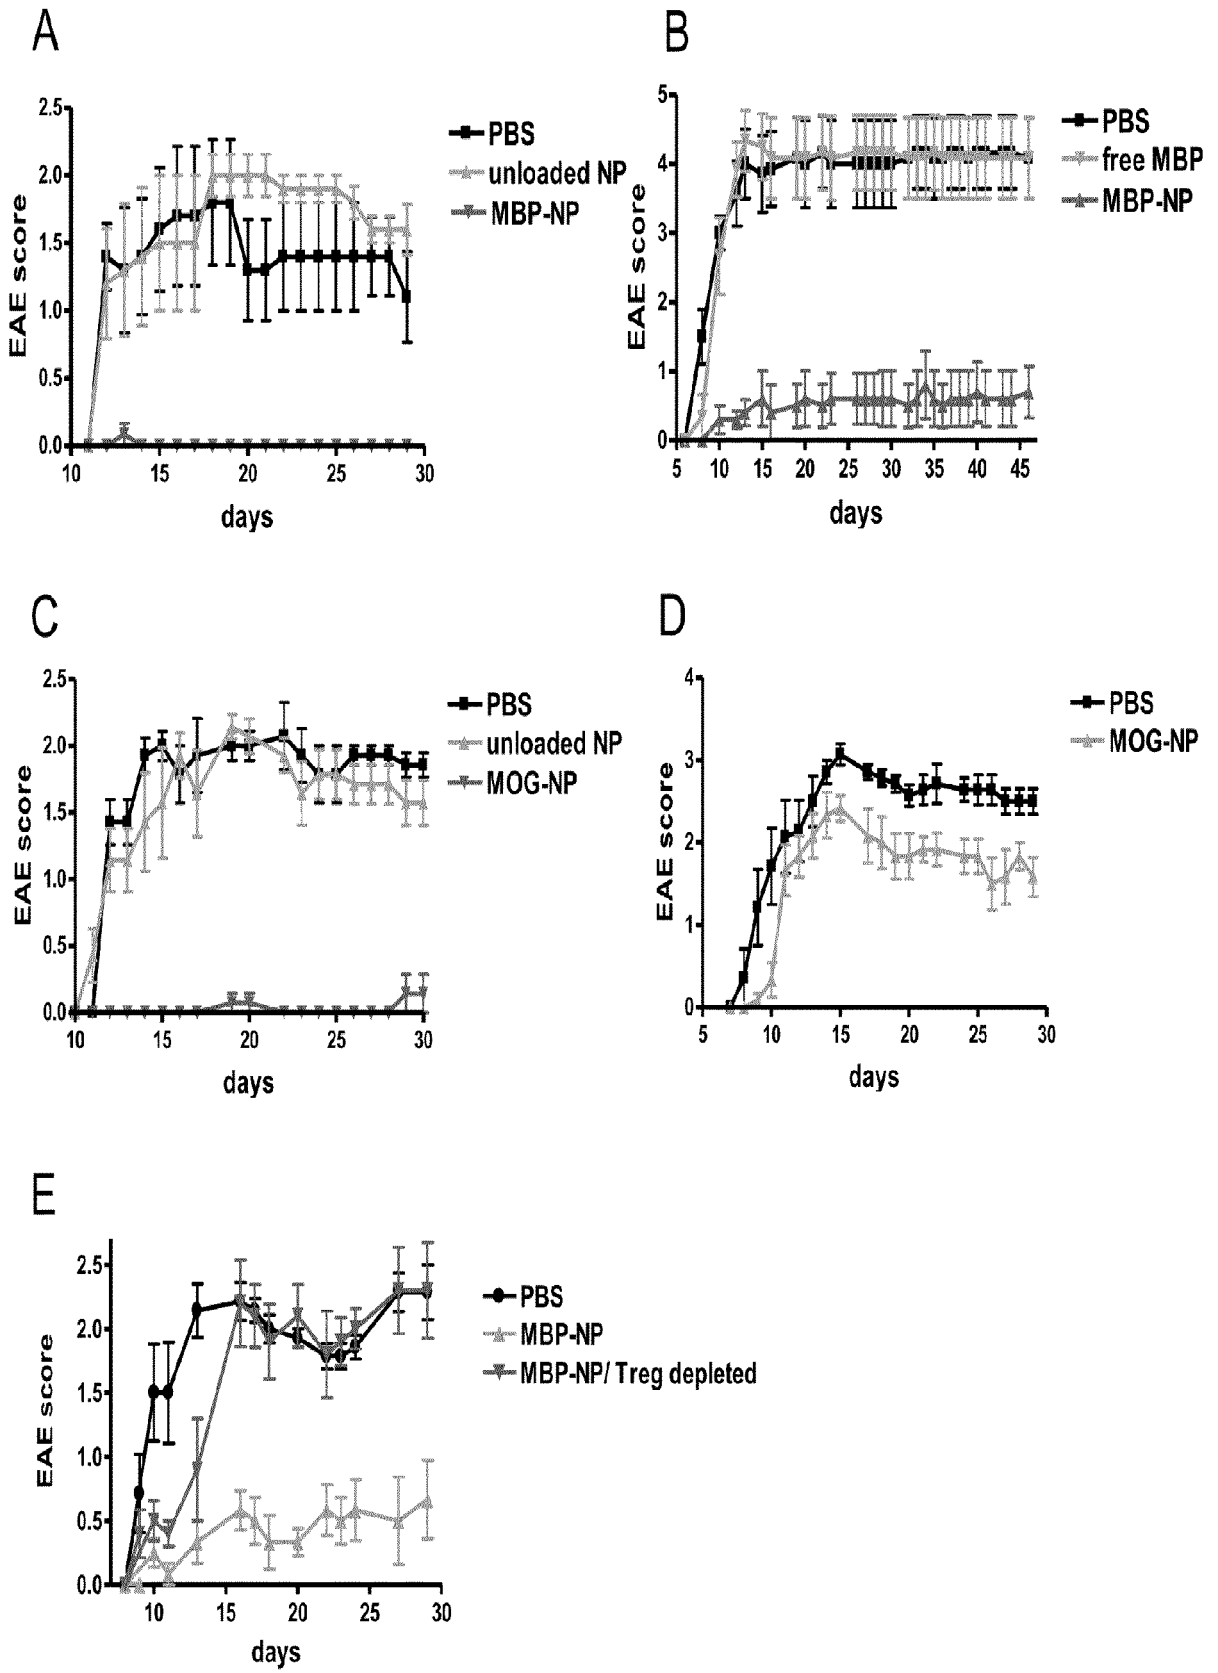 A
EAE score
2.5
2.0
1.5
1.0
0.5
0.0
10 15 20 25 30
days
PBS
unloaded NP
MBP-NP
B
EAE score
5
4
3
2
1
0
5 10 15 20 25 30 35 40 45
days
PBS
free MBP
MBP-NP
C
EAE score
2.5
2.0
1.5
1.0
0.5
0.0
10 15 20 25 30
days
PBS
unloaded NP
MOG-NP
D
EAE score
4
3
2
1
0
5 10 15 20 25 30
days
PBS
MOG-NP
E
EAE score
2.5
2.0
1.5
1.0
0.5
0.0
10 15 20 25 30
days
PBS
MBP-NP
MBP-NP/ Treg depleted